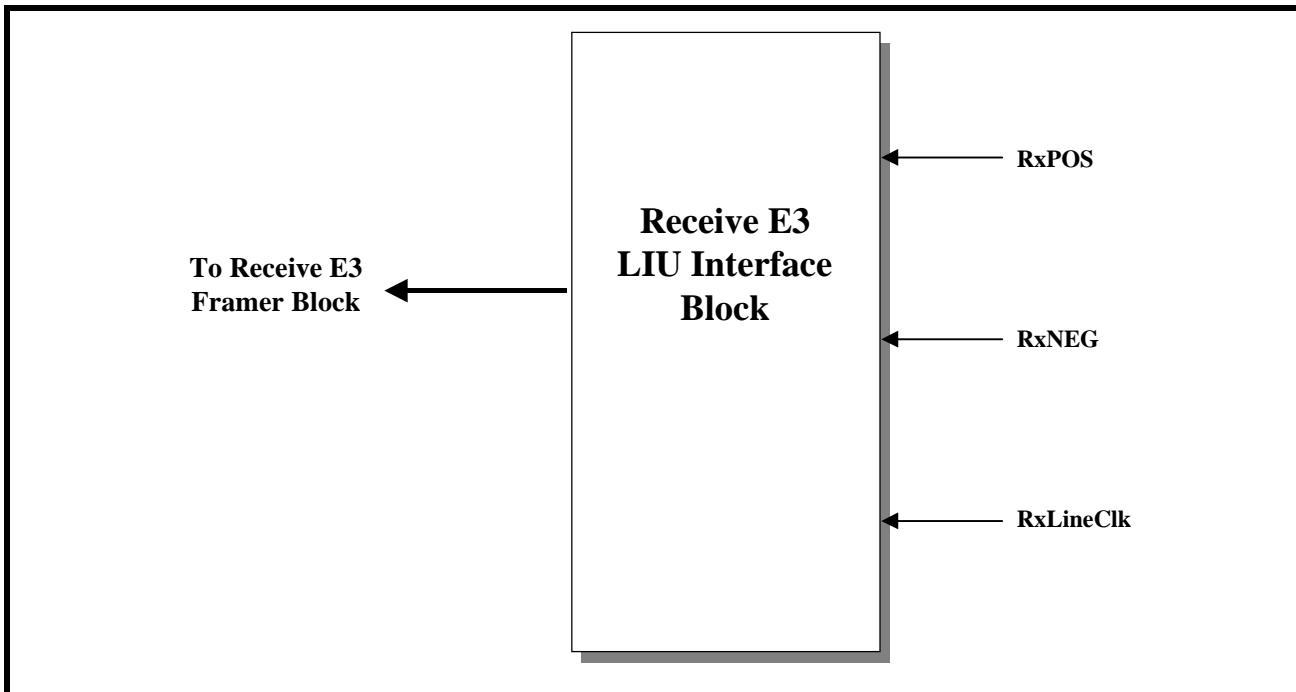 To Receive E3
Framer Block
Receive E3
LIU Interface
Block
RxPOS
RxNEG
RxLineClk